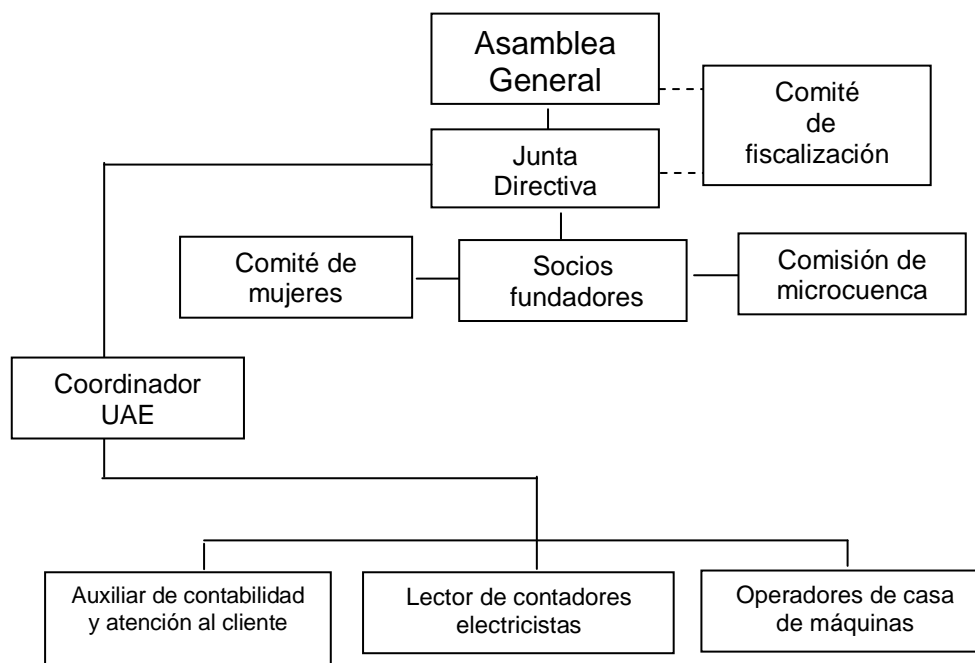 Asamblea
General
Comité
de
fiscalización
Junta
Directiva
Comité de
mujeres
Socios
fundadores
Comisión de
microcuenca
Coordinador
UAE
Auxiliar de contabilidad
y atención al cliente
Lector de contadores
electricistas
Operadores de casa
de máquinas